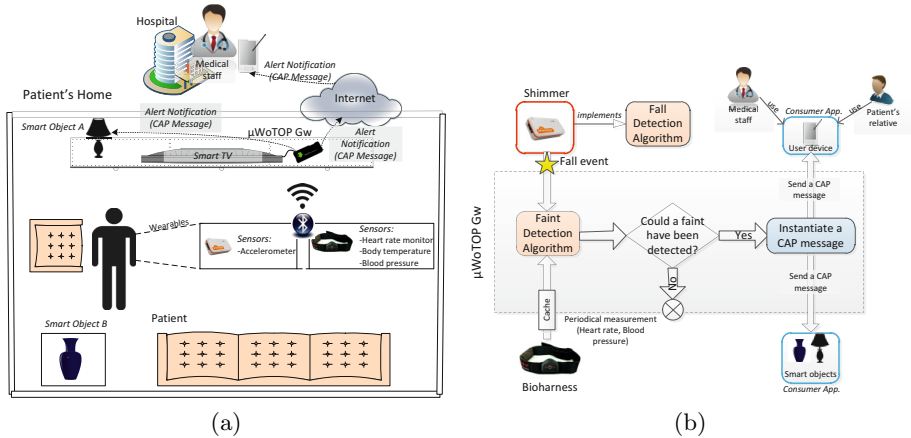 Hospital
Medical
staff
Alert Notification
(CAP Message)
Internet
Patient's Home
Alert Notification
(CAP Message)
Smart Object A
μWoTOP Gw
Alert
Notification
(CAP Message)
Smart TV
Wearables
Sensors:
-Accelerometer
Sensors:
-Heart rate monitor
-Body temperature
-Blood pressure
Smart Object B
Patient
(a)
Shimmer
implements
Fall
Detection
Algorithm
Fall event
Medical
staff
use
Consumer App.
use
Patient's
relative
User device
Send a CAP
message
μWoTOP Gw
Faint
Detection
Algorithm
Could a faint
have been
detected?
Yes
Instantiate a
CAP message
No
Send a CAP
message
Cache
Periodical measurement
(Heart rate, Blood
pressure)
Bioharness
Smart objects
Consumer App.
(b)